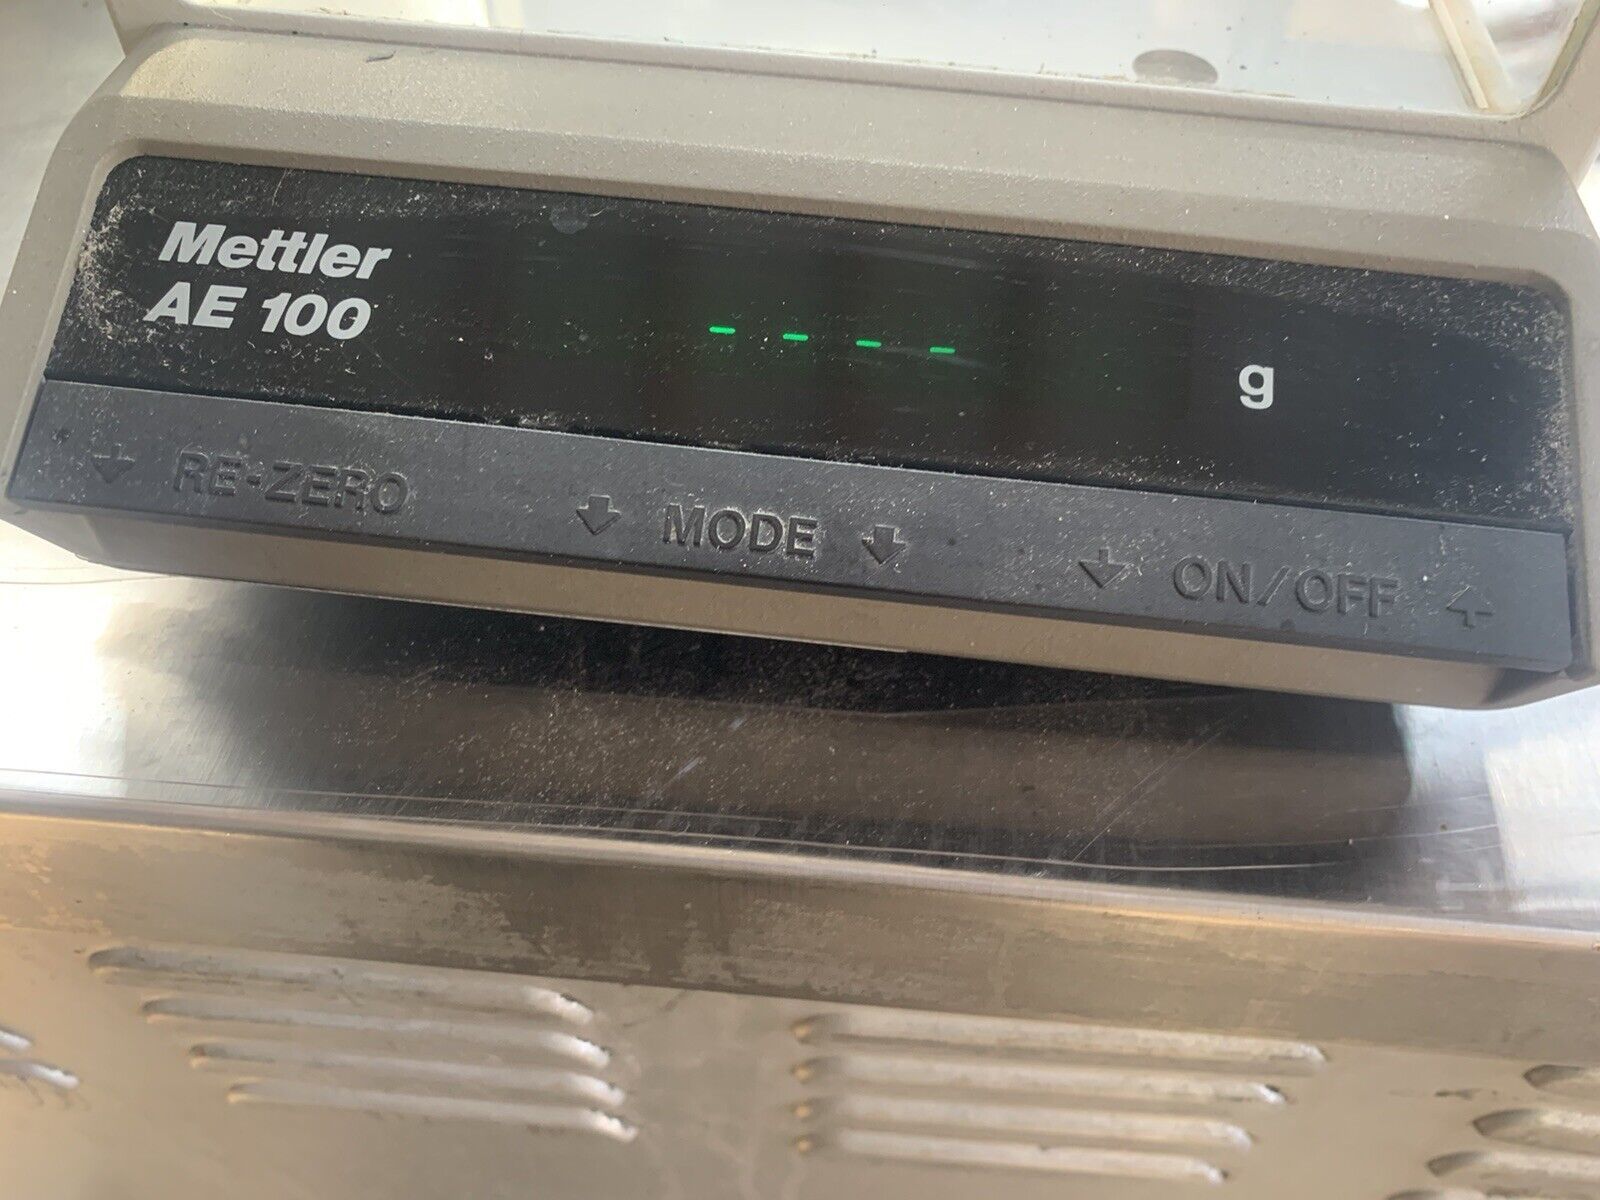 Mettler
AE 100
- - - -
g
RE-ZERO
MODE
ON/OFF